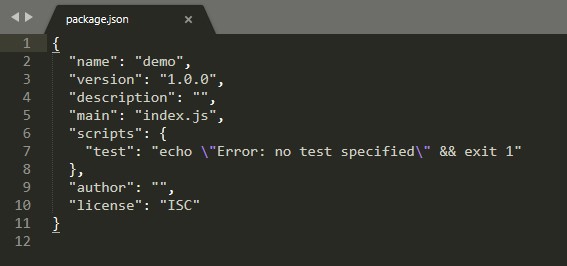 package.json ×
1 {
2   "name": "demo",
3   "version": "1.0.0",
4   "description": "",
5   "main": "index.js",
6   "scripts": {
7     "test": "echo \"Error: no test specified\" && exit 1"
8   },
9   "author": "",
10   "license": "ISC"
11 }
12